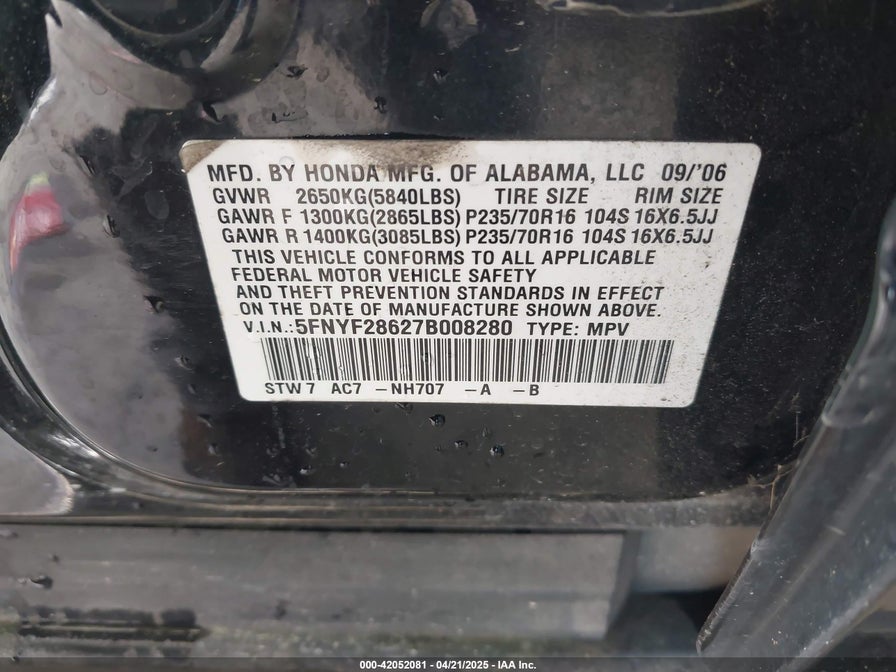 MFD. BY HONDA MFG. OF ALABAMA, LLC 09/'06
GVWR 2650KG(5840LBS) TIRE SIZE RIM SIZE
GAWR F 1300KG(2865LBS) P235/70R16 104S 16X6.5JJ
GAWR R 1400KG(3085LBS) P235/70R16 104S 16X6.5JJ
THIS VEHICLE CONFORMS TO ALL APPLICABLE
FEDERAL MOTOR VEHICLE SAFETY
AND THEFT PREVENTION STANDARDS IN EFFECT
ON THE DATE OF MANUFACTURE SHOWN ABOVE.
V.I.N.:5FNYF28627B008280 TYPE: MPV
STW 7 AC7 –NH707 –A –B
000-42052081 - 04/21/2025 - IAA Inc.